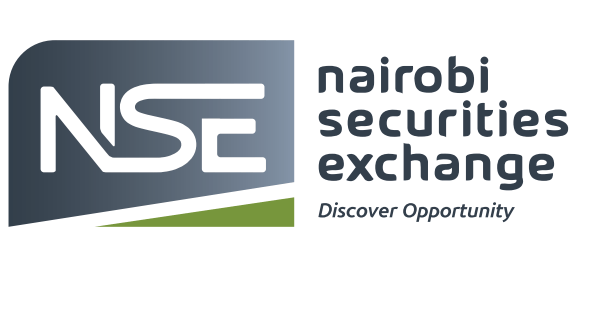 NSE
nairobi
securities
exchange
Discover Opportunity